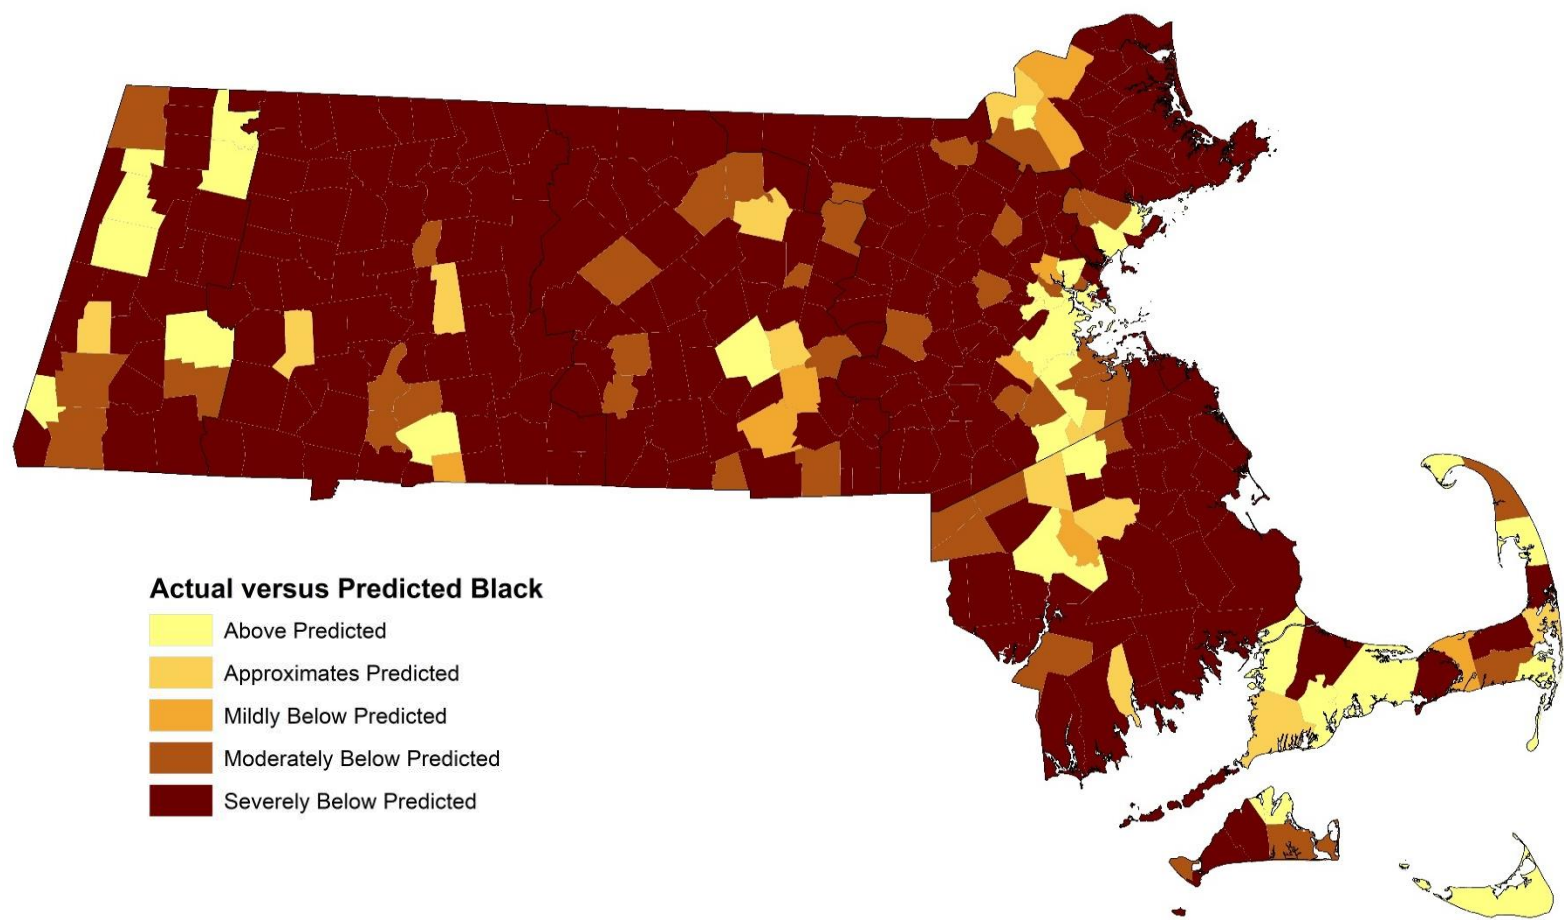 Actual versus Predicted Black
Above Predicted
Approximates Predicted
Mildly Below Predicted
Moderately Below Predicted
Severely Below Predicted